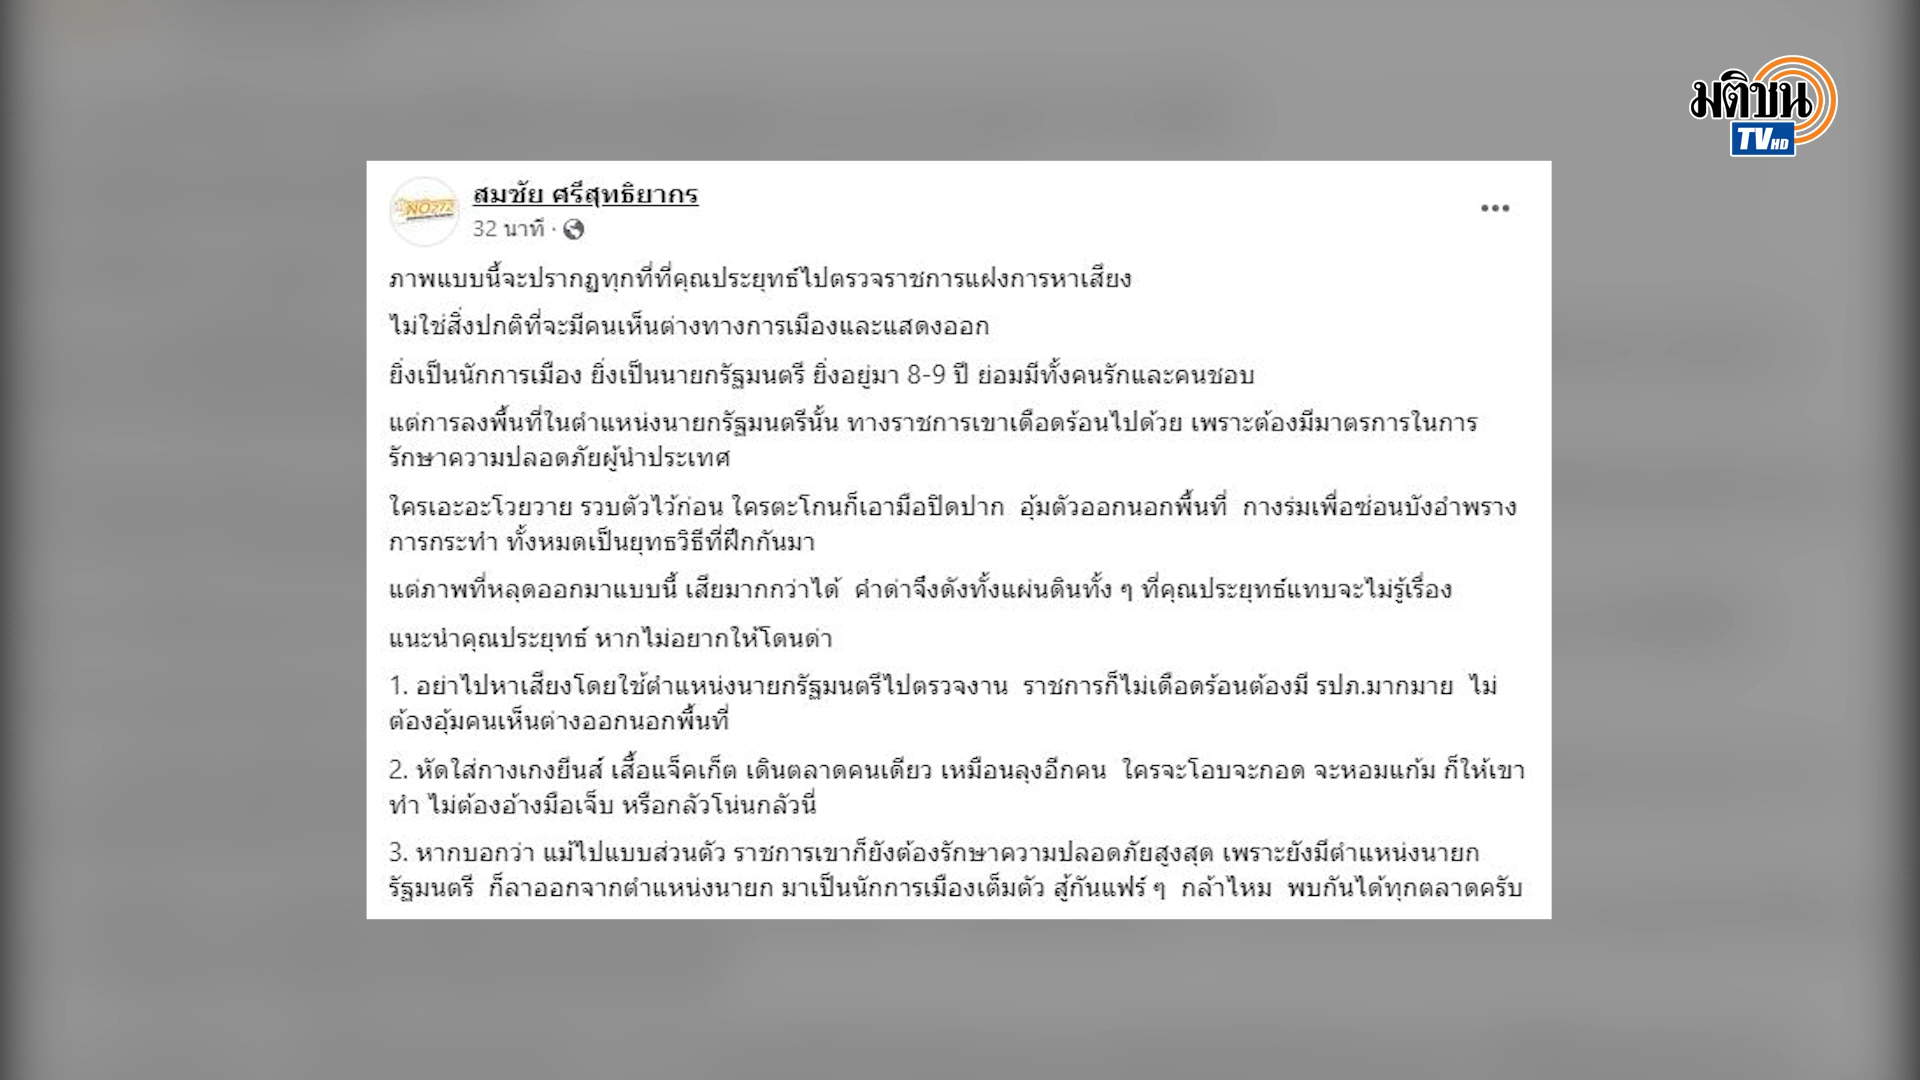 มติชน
TV HD
NO272
สมชัย ศรีสุทธิยากร
32 นาที ·
ภาพแบบนี้จะปรากฏทุกที่ที่คุณประยุทธ์ไปตรวจราชการแฝงการหาเสียง
ไม่ใช่สิ่งปกติที่จะมีคนเห็นต่างทางการเมืองและแสดงออก
ยิ่งเป็นนักการเมือง ยิ่งเป็นนายกรัฐมนตรี ยิ่งอยู่มา 8-9 ปี ย่อมมีทั้งคนรักและคนชอบ
แต่การลงพื้นที่ในตำแหน่งนายกรัฐมนตรีนั้น ทางราชการเขาเดือดร้อนไปด้วย เพราะต้องมีมาตรการในการ
รักษาความปลอดภัยผู้นำประเทศ
ใครเอะอะโวยวาย รวบตัวไว้ก่อน ใครตะโกนก็เอามือปิดปาก อุ้มตัวออกนอกพื้นที่ กางร่มเพื่อซ่อนบังอำพราง
การกระทำ ทั้งหมดเป็นยุทธวิธีที่ฝึกกันมา
แต่ภาพที่หลุดออกมาแบบนี้ เสียมากกว่าได้ คำด่าจึงดังทั้งแผ่นดินทั้ง ๆ ที่คุณประยุทธ์แทบจะไม่รู้เรื่อง
แนะนำคุณประยุทธ์ หากไม่อยากให้โดนด่า
1. อย่าไปหาเสียงโดยใช้ตำแหน่งนายกรัฐมนตรีไปตรวจงาน ราชการก็ไม่เดือดร้อนต้องมี รปภ.มากมาย ไม่
ต้องอุ้มคนเห็นต่างออกนอกพื้นที่
2. หัดใส่กางเกงยีนส์ เสื้อแจ็คเก็ต เดินตลาดคนเดียว เหมือนลุงอีกคน ใครจะโอบจะกอด จะหอมแก้ม ก็ให้เขา
ทำ ไม่ต้องอ้างมือเจ็บ หรือกลัวโน่นกลัวนี่
3. หากบอกว่า แม้ไปแบบส่วนตัว ราชการเขาก็ยังต้องรักษาความปลอดภัยสูงสุด เพราะยังมีตำแหน่งนายก
รัฐมนตรี ก็ลาออกจากตำแหน่งนายก มาเป็นนักการเมืองเต็มตัว สู้กันแฟร์ ๆ กล้าไหม พบกันได้ทุกตลาดครับ